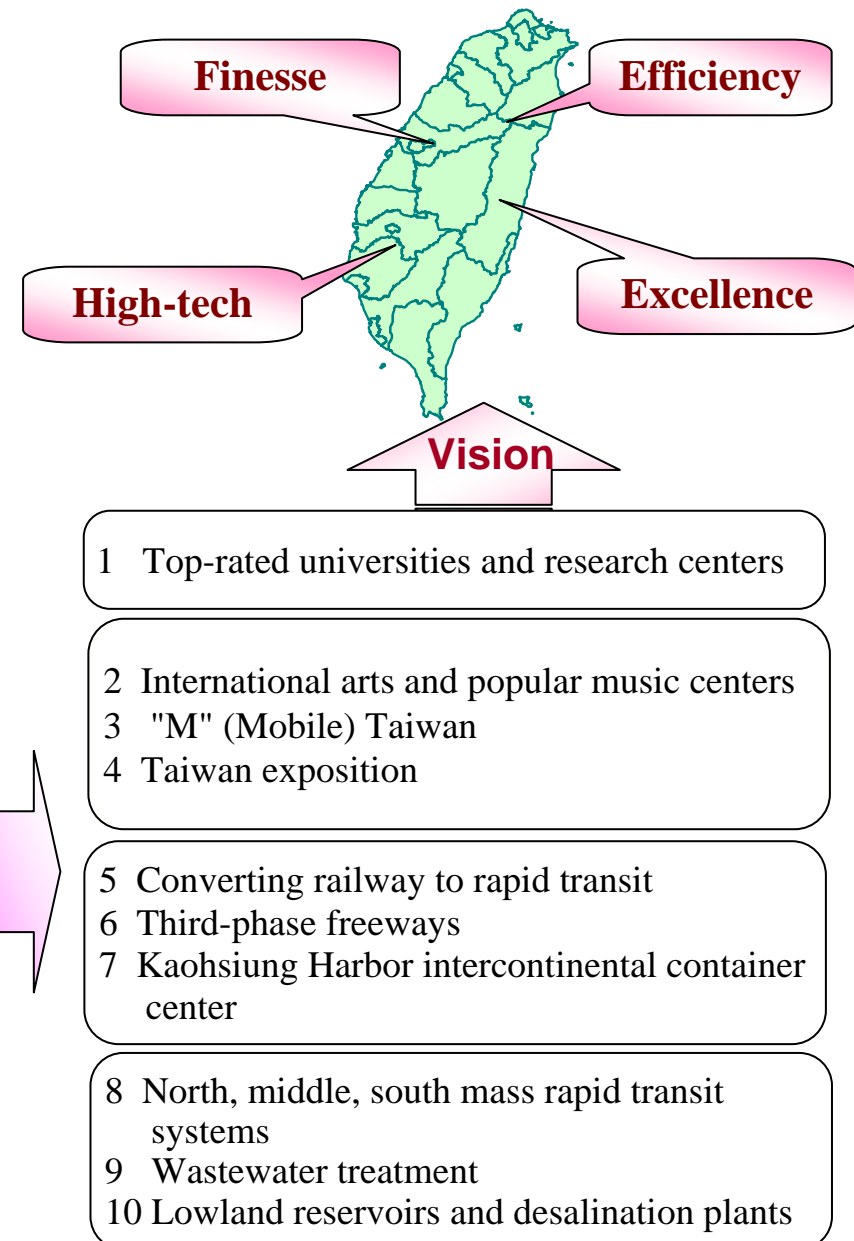 Finesse
Efficiency
High-tech
Excellence
Vision
1 Top-rated universities and research centers
2 International arts and popular music centers
3 "M" (Mobile) Taiwan
4 Taiwan exposition
5 Converting railway to rapid transit
6 Third-phase freeways
7 Kaohsiung Harbor intercontinental container
center
8 North, middle, south mass rapid transit
systems
9 Wastewater treatment
10 Lowland reservoirs and desalination plants